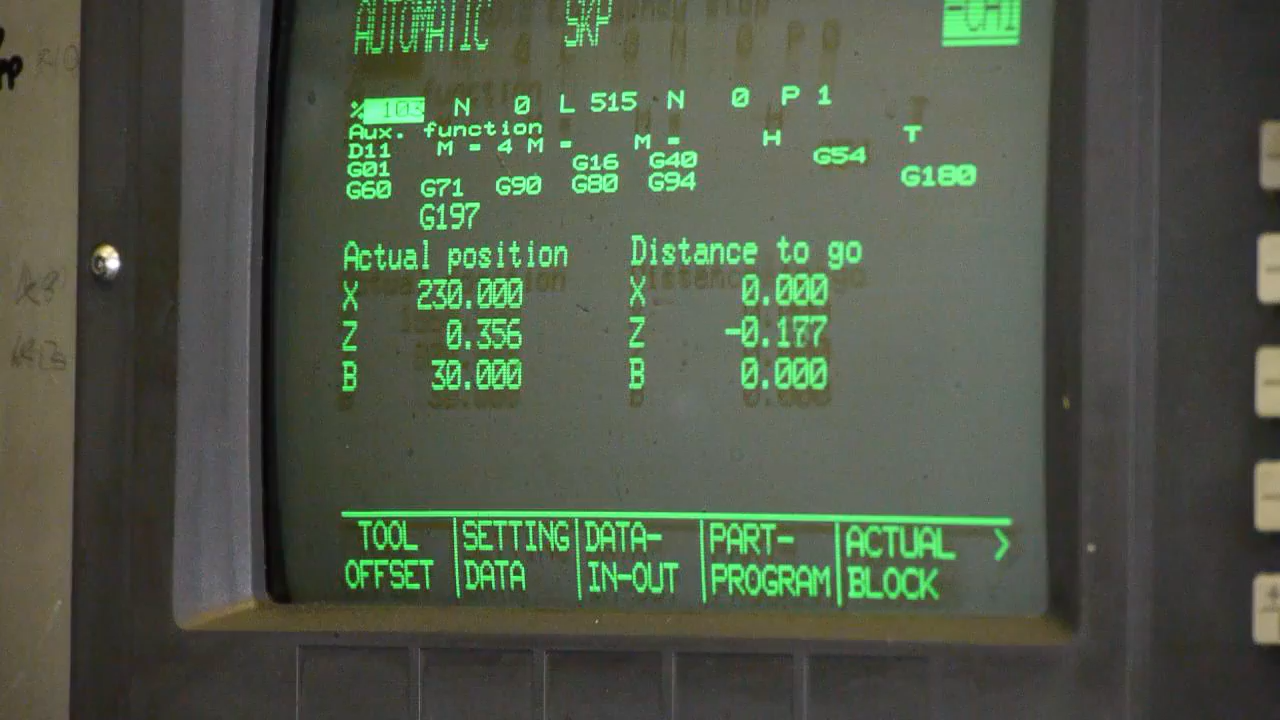 AUTOMATIC SKP -CH1
% 103 N 0 L 515 N 0 P 1
Aux. function
D11 M = 4 M = M = H T
G01 G16 G40 G54
G60 G71 G90 G80 G94 G180
G197
Actual position Distance to go
X 230.000 X 0.000
Z 0.356 Z -0.177
B 30.000 B 0.000
TOOL SETTING DATA- PART- ACTUAL >
OFFSET DATA IN-OUT PROGRAM BLOCK